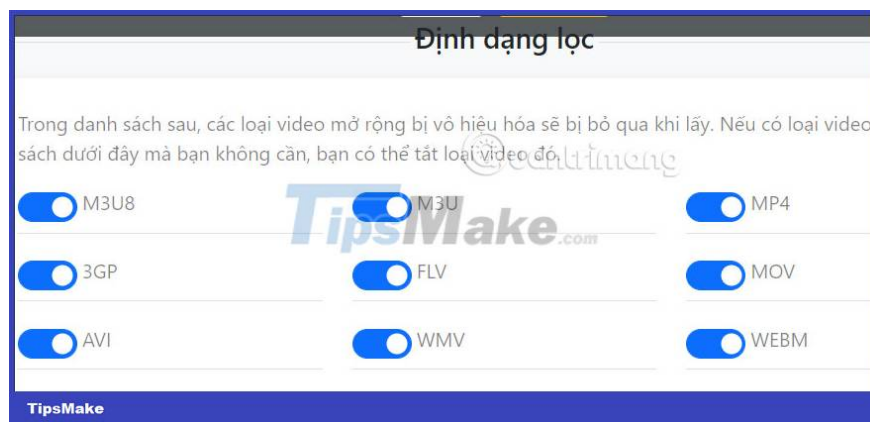 Định dạng lọc
Trong danh sách sau, các loại video mở rộng bị vô hiệu hóa sẽ bị bỏ qua khi lấy. Nếu có loại video
sách dưới đây mà bạn không cần, bạn có thể tắt loại video đó.
quantrimang
M3U8 M3U MP4
TipsMake.com
3GP FLV MOV
AVI WMV WEBM
TipsMake